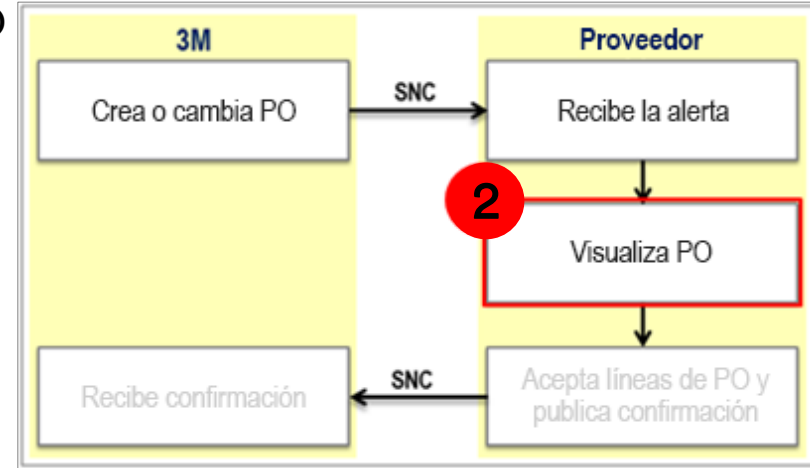 3M
Proveedor
Crea o cambia PO
SNC
Recibe la alerta
2
Visualiza PO
Recibe confirmación
SNC
Acepta líneas de PO y
publica confirmación